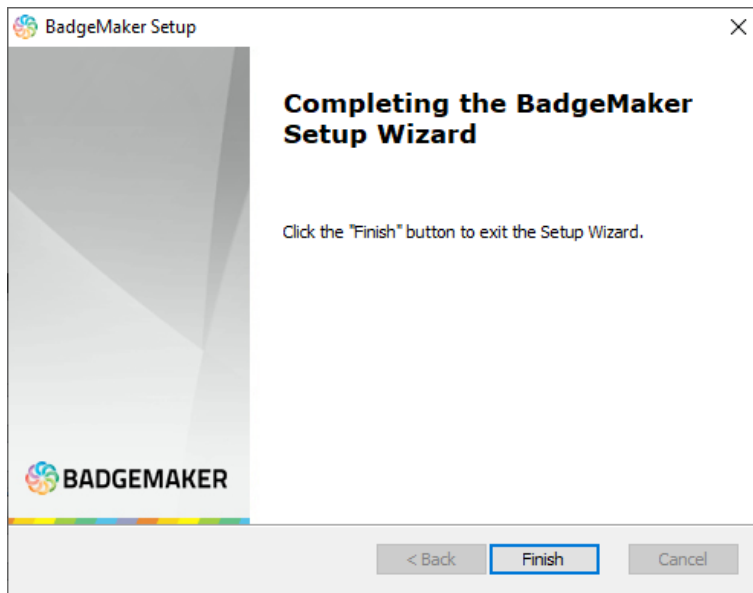 BadgeMaker Setup
Completing the BadgeMaker
Setup Wizard
Click the "Finish" button to exit the Setup Wizard.
BADGEMAKER
< Back
Finish
Cancel